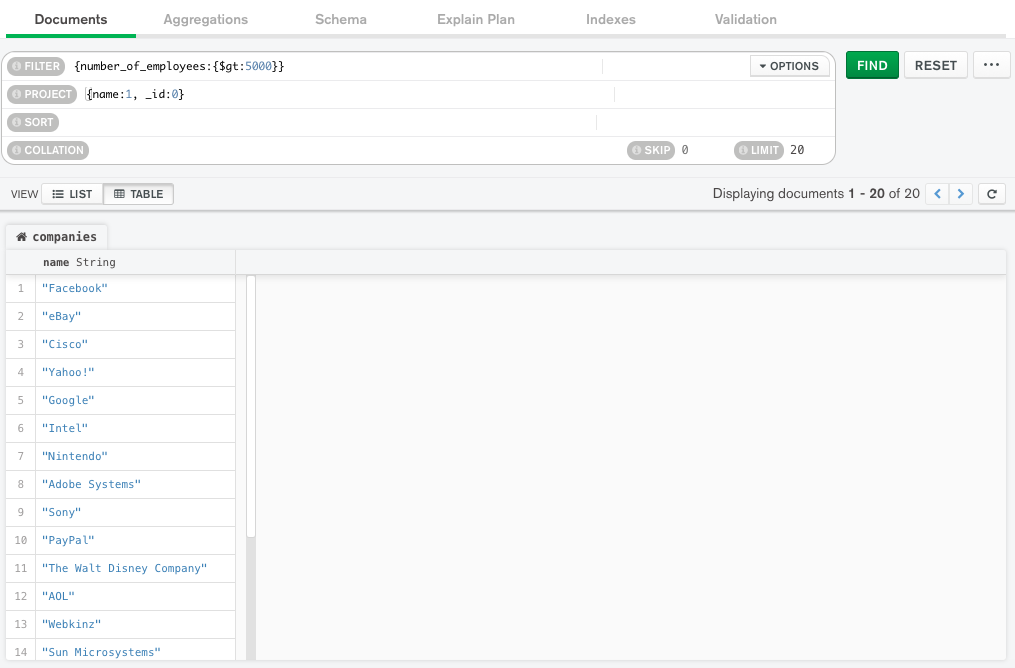 Documents Aggregations Schema Explain Plan Indexes Validation
FILTER {number_of_employees:{$gt:5000}} OPTIONS FIND RESET ...
PROJECT {name:1, _id:0}
SORT
COLLATION SKIP 0 LIMIT 20
VIEW LIST TABLE Displaying documents 1 - 20 of 20
companies
name String
1 "Facebook"
2 "eBay"
3 "Cisco"
4 "Yahoo!"
5 "Google"
6 "Intel"
7 "Nintendo"
8 "Adobe Systems"
9 "Sony"
10 "PayPal"
11 "The Walt Disney Company"
12 "AOL"
13 "Webkinz"
14 "Sun Microsystems"